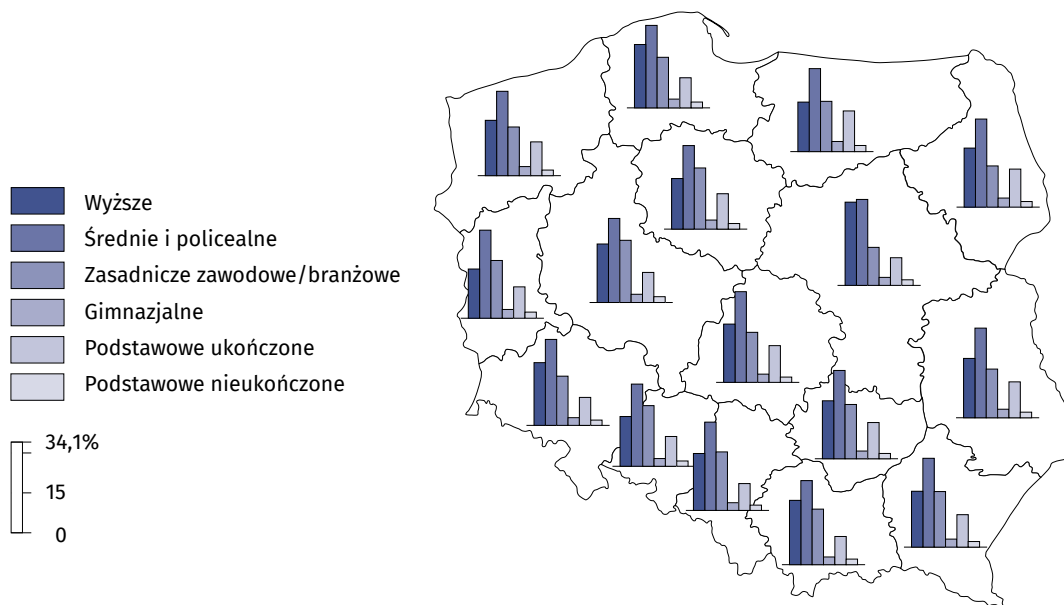 Wyższe
Średnie i policealne
Zasadnicze zawodowe/branżowe
Gimnazjalne
Podstawowe ukończone
Podstawowe nieukończone
34,1%
15
0